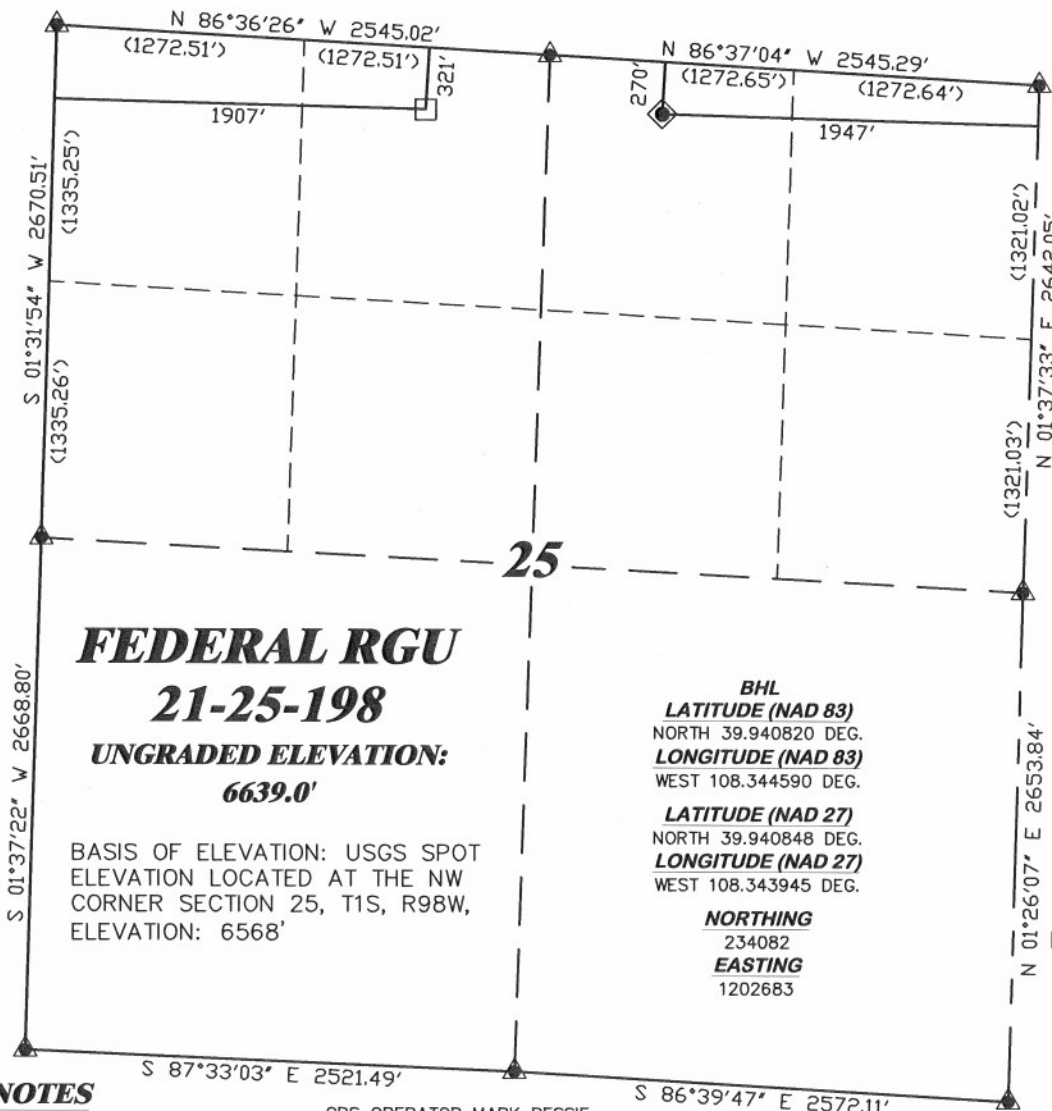 N 86°36'26" W 2545.02'
(1272.51')
(1272.51')
321'
1907'
N 86°37'04" W 2545.29'
270'
(1272.65')
(1272.64')
1947'
S 01°31'54" W 2670.51'
(1335.25')
(1335.26')
(1321.02')
(1321.03')
N 01°37'33" E 2642.05'
25
FEDERAL RGU
21-25-198
UNGRADED ELEVATION:
6639.0'
BASIS OF ELEVATION: USGS SPOT
ELEVATION LOCATED AT THE NW
CORNER SECTION 25, T1S, R98W,
ELEVATION: 6568'
BHL
LATITUDE (NAD 83)
NORTH 39.940820 DEG.
LONGITUDE (NAD 83)
WEST 108.344590 DEG.
LATITUDE (NAD 27)
NORTH 39.940848 DEG.
LONGITUDE (NAD 27)
WEST 108.343945 DEG.
NORTHING
234082
EASTING
1202683
S 01°37'22" W 2668.80'
N 01°26'07" E 2653.84'
S 87°33'03" E 2521.49'
S 86°39'47" E 2572.11'
NOTES